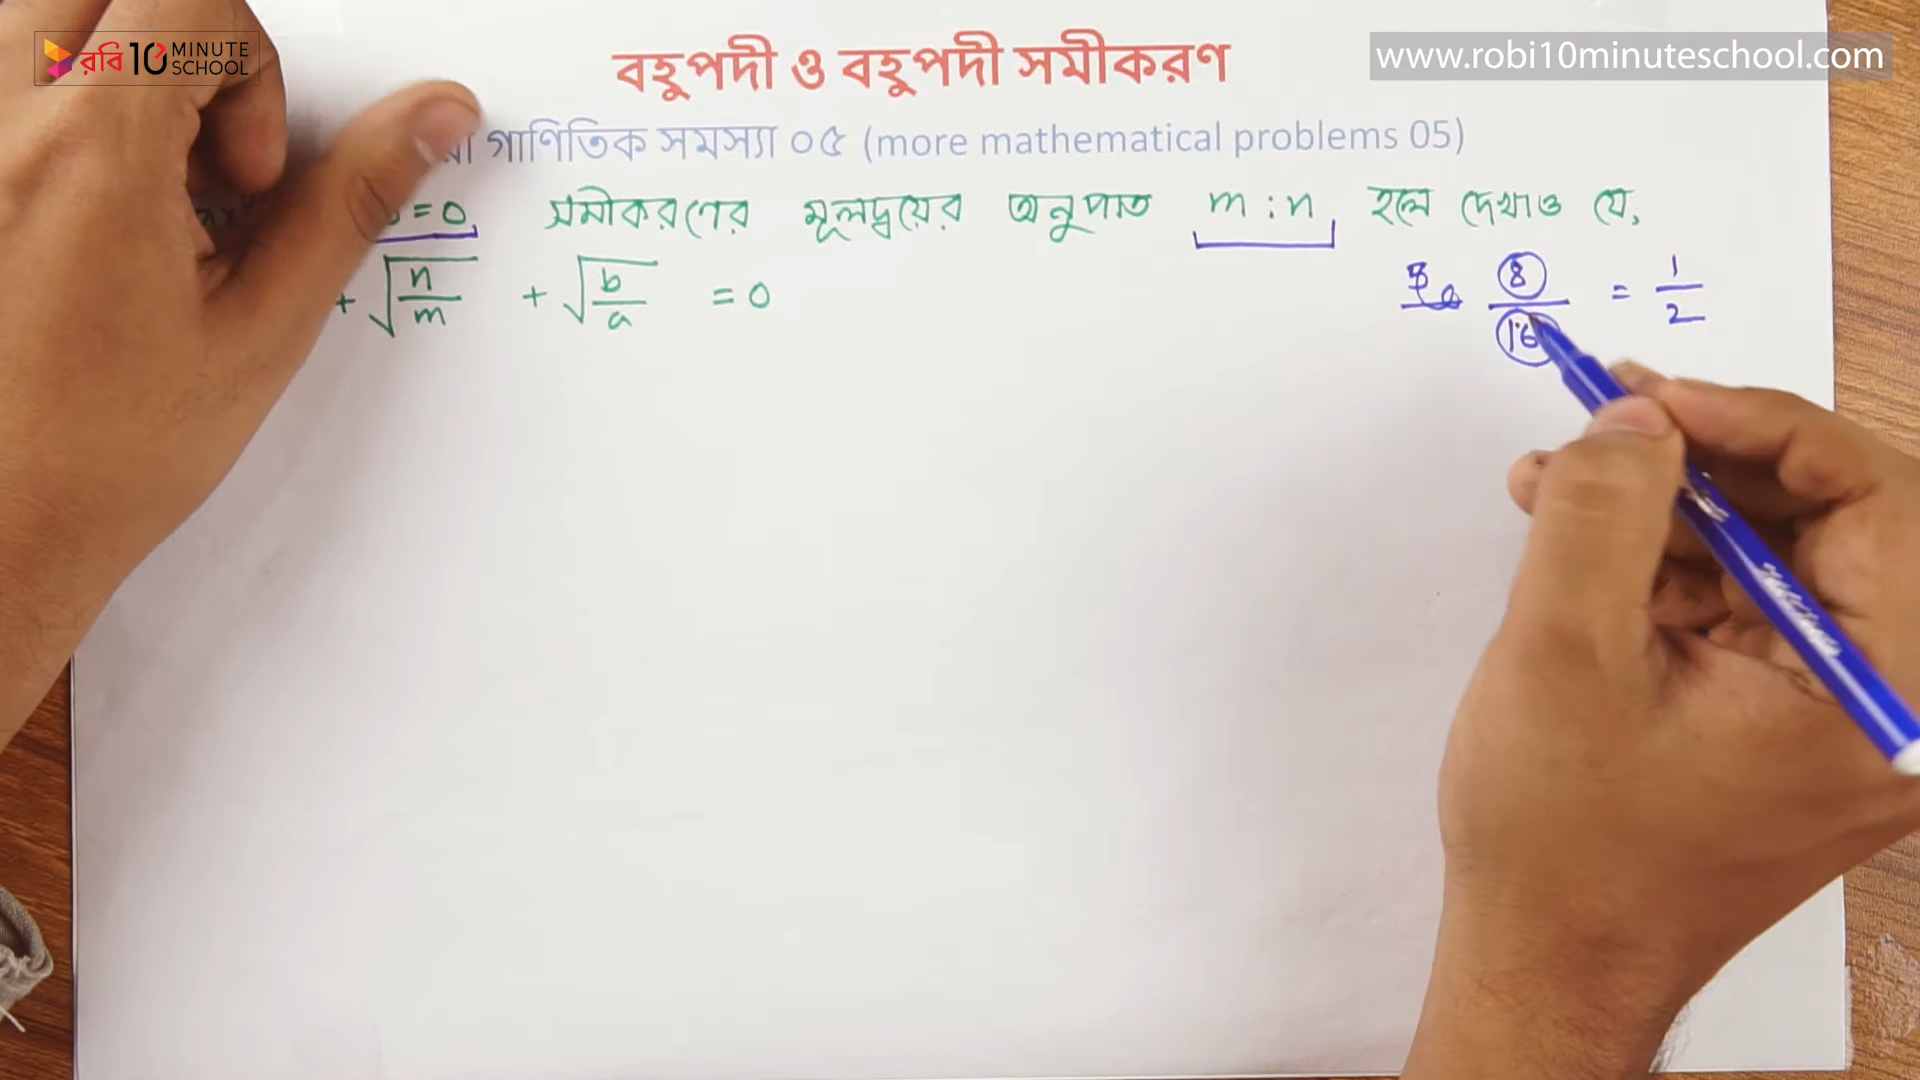 রবি 10 MINUTE SCHOOL
www.robi10minuteschool.com
বহুপদী ও বহুপদী সমীকরণ
গাণিতিক সমস্যা ০৫ (more mathematical problems 05)
=0, সমীকরণের মূলদ্বয়ের অনুপাত m:n হলে দেখাও যে,
+ √(n/m) + √(b/a) = 0
8/16 = 1/2